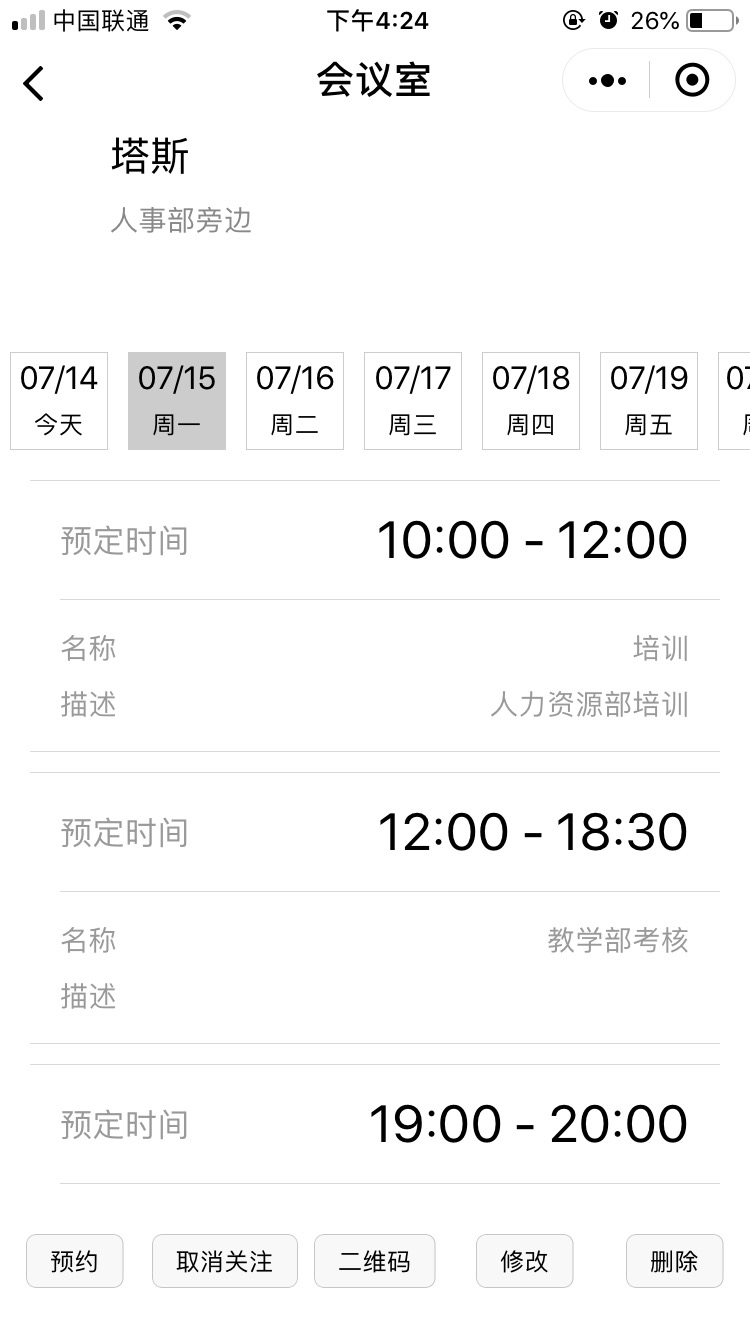 中国联通 下午4:24 26%
会议室
塔斯
人事部旁边
07/14 07/15 07/16 07/17 07/18 07/19
今天 周一 周二 周三 周四 周五
预定时间 10:00 - 12:00
名称 培训
描述 人力资源部培训
预定时间 12:00 - 18:30
名称 教学部考核
描述
预定时间 19:00 - 20:00
预约 取消关注 二维码 修改 删除